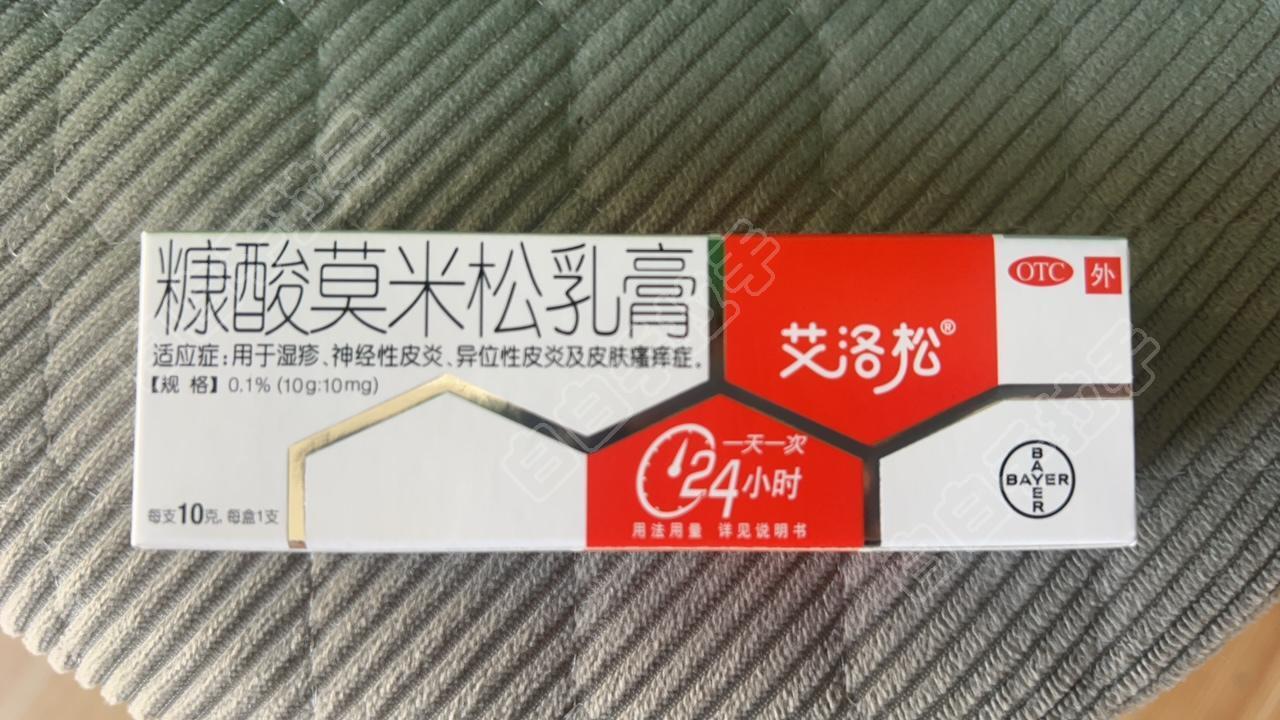 糠酸莫米松乳膏
适应症:用于湿疹、神经性皮炎、异位性皮炎及皮肤瘙痒症。
【规 格】0.1% (10g:10mg)
每支10克,每盒1支
艾洛松®
OTC 外
一天一次
24小时
用法用量 详见说明书
BAYER
BAYER